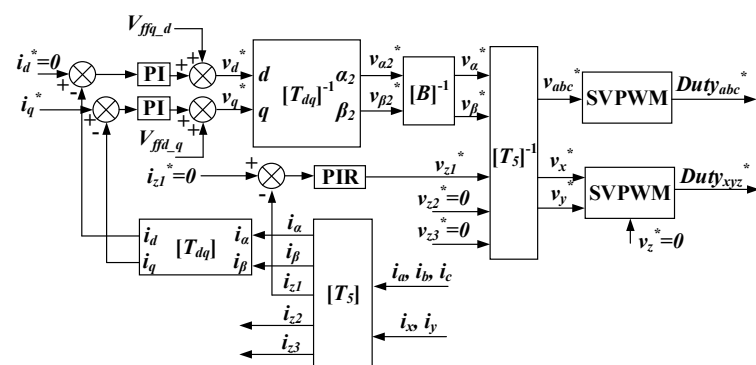 V_ffq_d
i_d*=0
+
-
PI
+
+
v_d*
i_q*
+
-
PI
+
+
v_q*
V_ffd_q
d
q
[T_dq]⁻¹
α_2
β_2
v_α2*
v_β2*
[B]⁻¹
v_α*
v_β*
[T_5]⁻¹
v_abc*
SVPWM
Duty_abc*
i_z1*=0
+
-
PIR
v_z1*
v_z2*=0
v_z3*=0
v_x*
v_y*
SVPWM
Duty_xyz*
v_z*=0
i_d
i_q
[T_dq]
i_α
i_β
i_α
i_β
i_z1
i_z2
i_z3
[T_5]
i_a, i_b, i_c
i_x, i_y